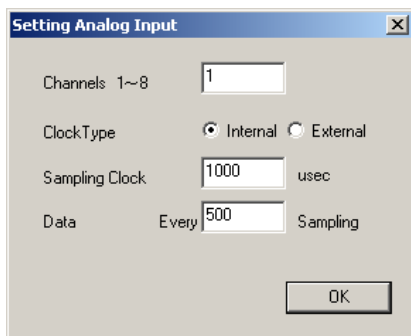 Setting Analog Input
Channels 1~8 1
ClockType Internal External
Sampling Clock 1000 usec
Data Every 500 Sampling
OK